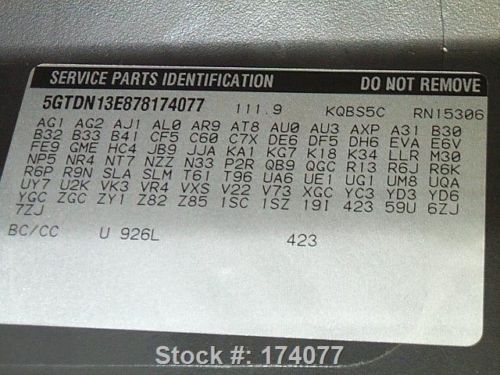 SERVICE PARTS IDENTIFICATION DO NOT REMOVE
5GTDN13E878174077 111.9 KQBS5C RN15306
AG1 AG2 AJ1 AL0 AR9 AT8 AU0 AU3 AXP A31 B30
B32 B33 B41 CF5 C60 C7X DE6 DF5 DH6 EVA E6V
FE9 GME HC4 JB9 JJA KA1 KG7 K18 K34 LLR M30
NP5 NR4 NT7 NZZ N33 P2R QB9 QGC R13 R6J R6K
R6P R9N SLA SLM T61 T96 UA6 UE1 UG1 UM8 UQA
UY7 U2K VK3 VR4 VXS V22 V73 XGC YC3 YD3 YD6
YGC ZGC ZY1 Z82 Z85 1SC 1SZ 19I 423 59U 6ZJ
7ZJ
BC/CC U 926L 423
Stock #: 174077